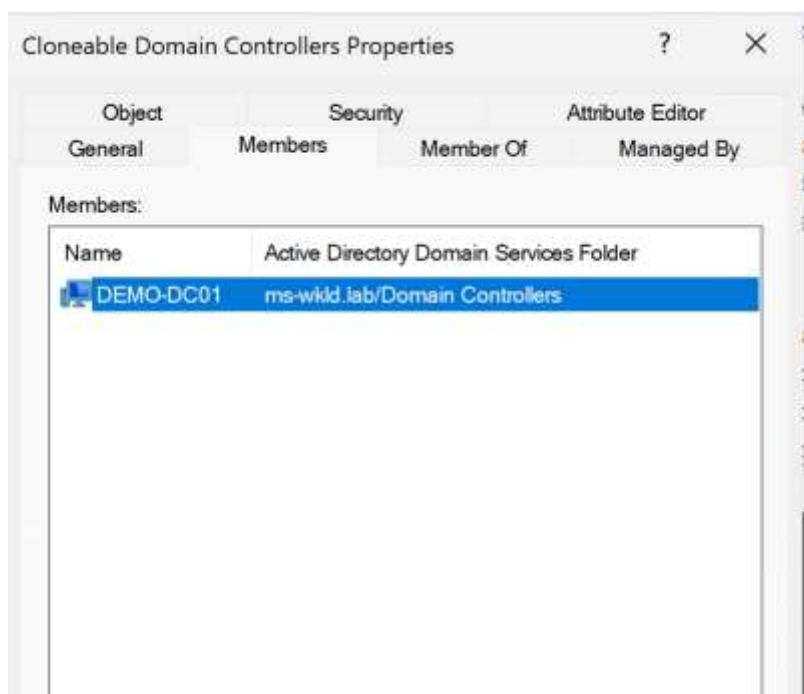 Cloneable Domain Controllers Properties ? ×
Object Security Attribute Editor
General Members Member Of Managed By
Members:
Name Active Directory Domain Services Folder
DEMO-DC01 ms-wkld.lab/Domain Controllers